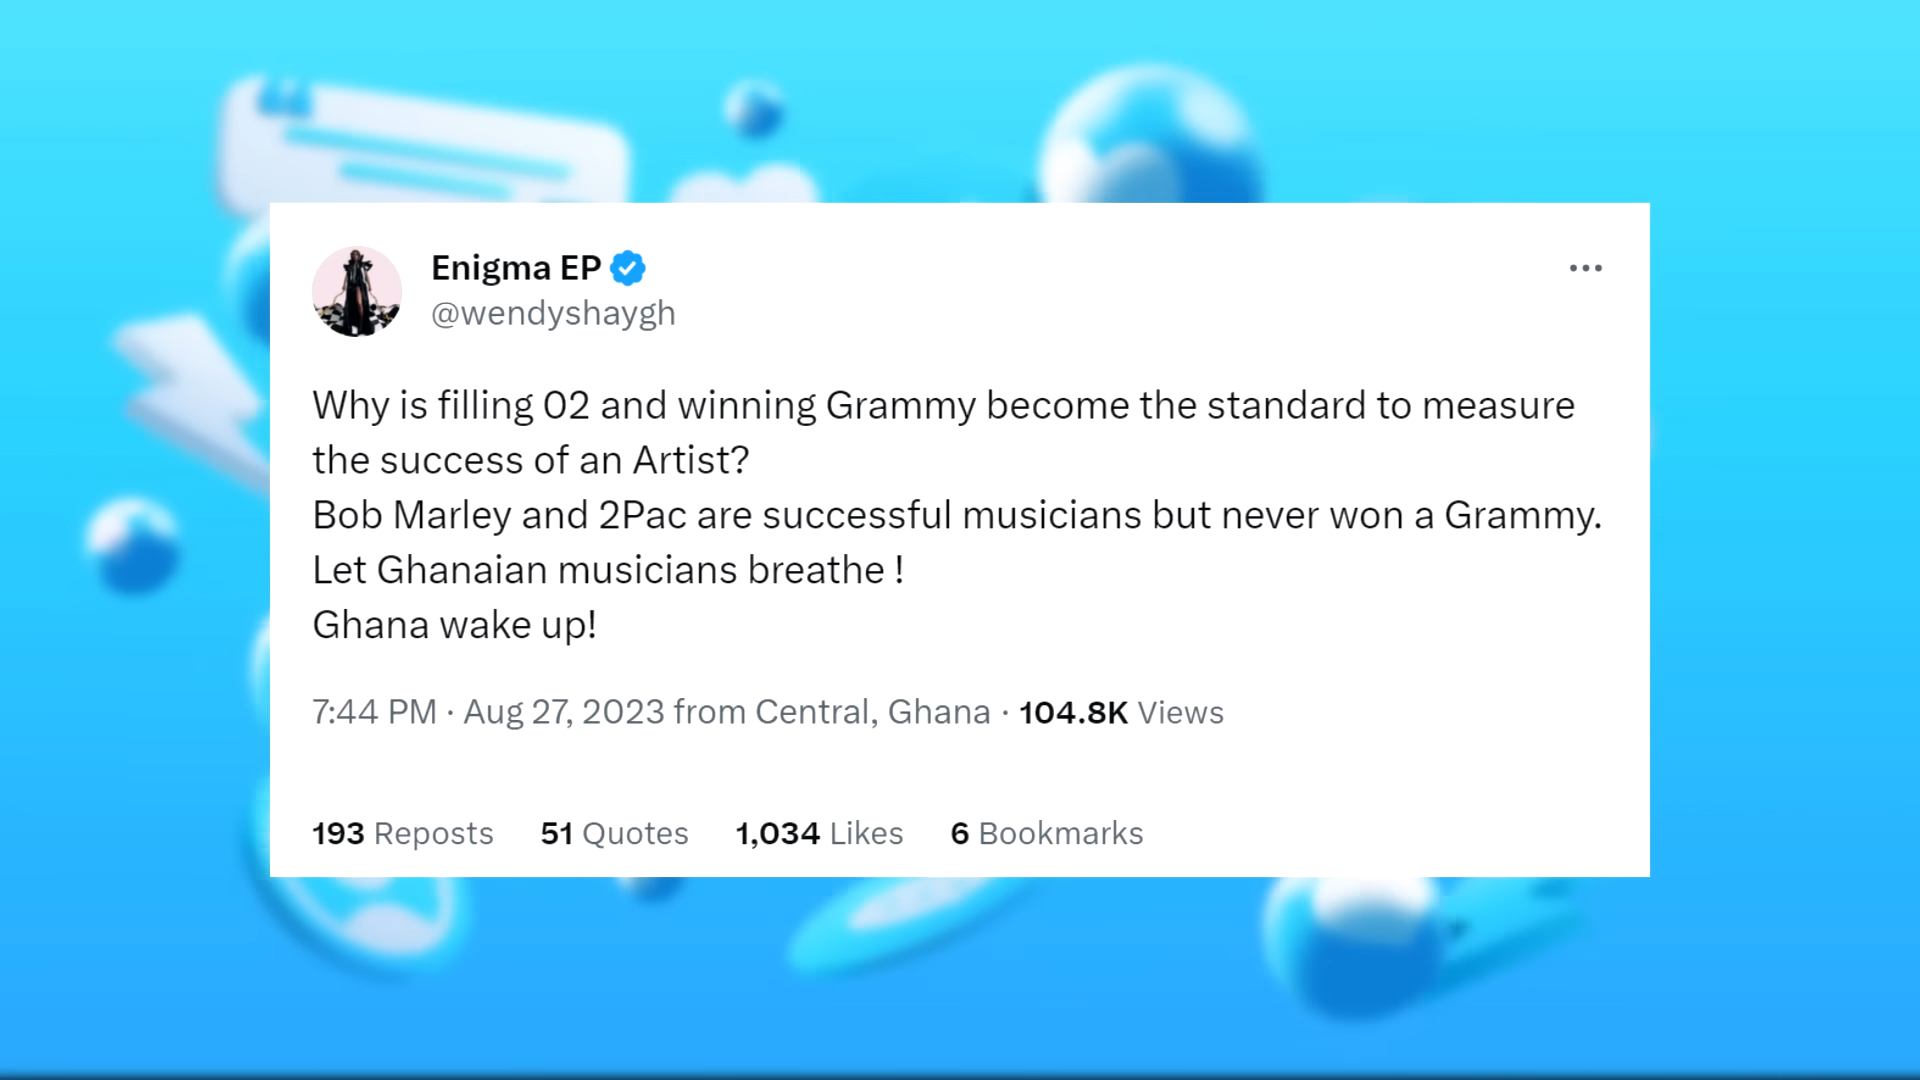 Enigma EP
@wendyshaygh
Why is filling 02 and winning Grammy become the standard to measure
the success of an Artist?
Bob Marley and 2Pac are successful musicians but never won a Grammy.
Let Ghanaian musicians breathe !
Ghana wake up!
7:44 PM · Aug 27, 2023 from Central, Ghana · 104.8K Views
193 Reposts 51 Quotes 1,034 Likes 6 Bookmarks